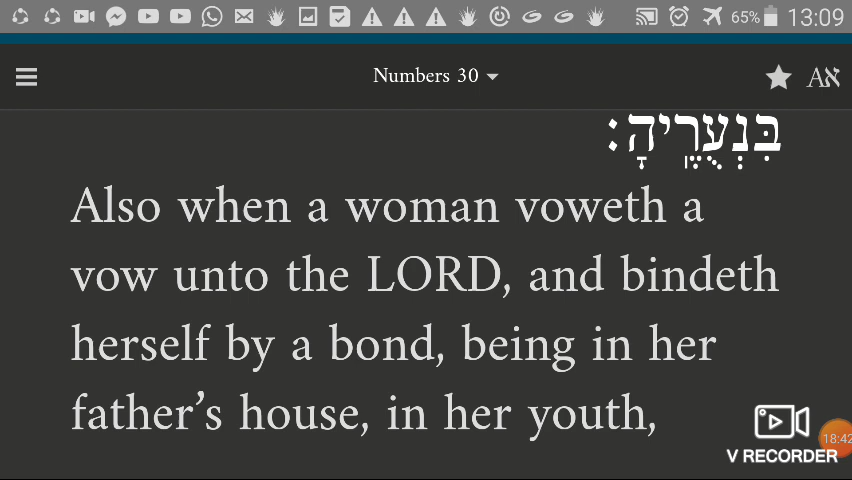 65% 13:09
Numbers 30
Aא
בִּנְעֻרֶֽיהָ׃
Also when a woman voweth a
vow unto the LORD, and bindeth
herself by a bond, being in her
father’s house, in her youth,
18:42
V RECORDER